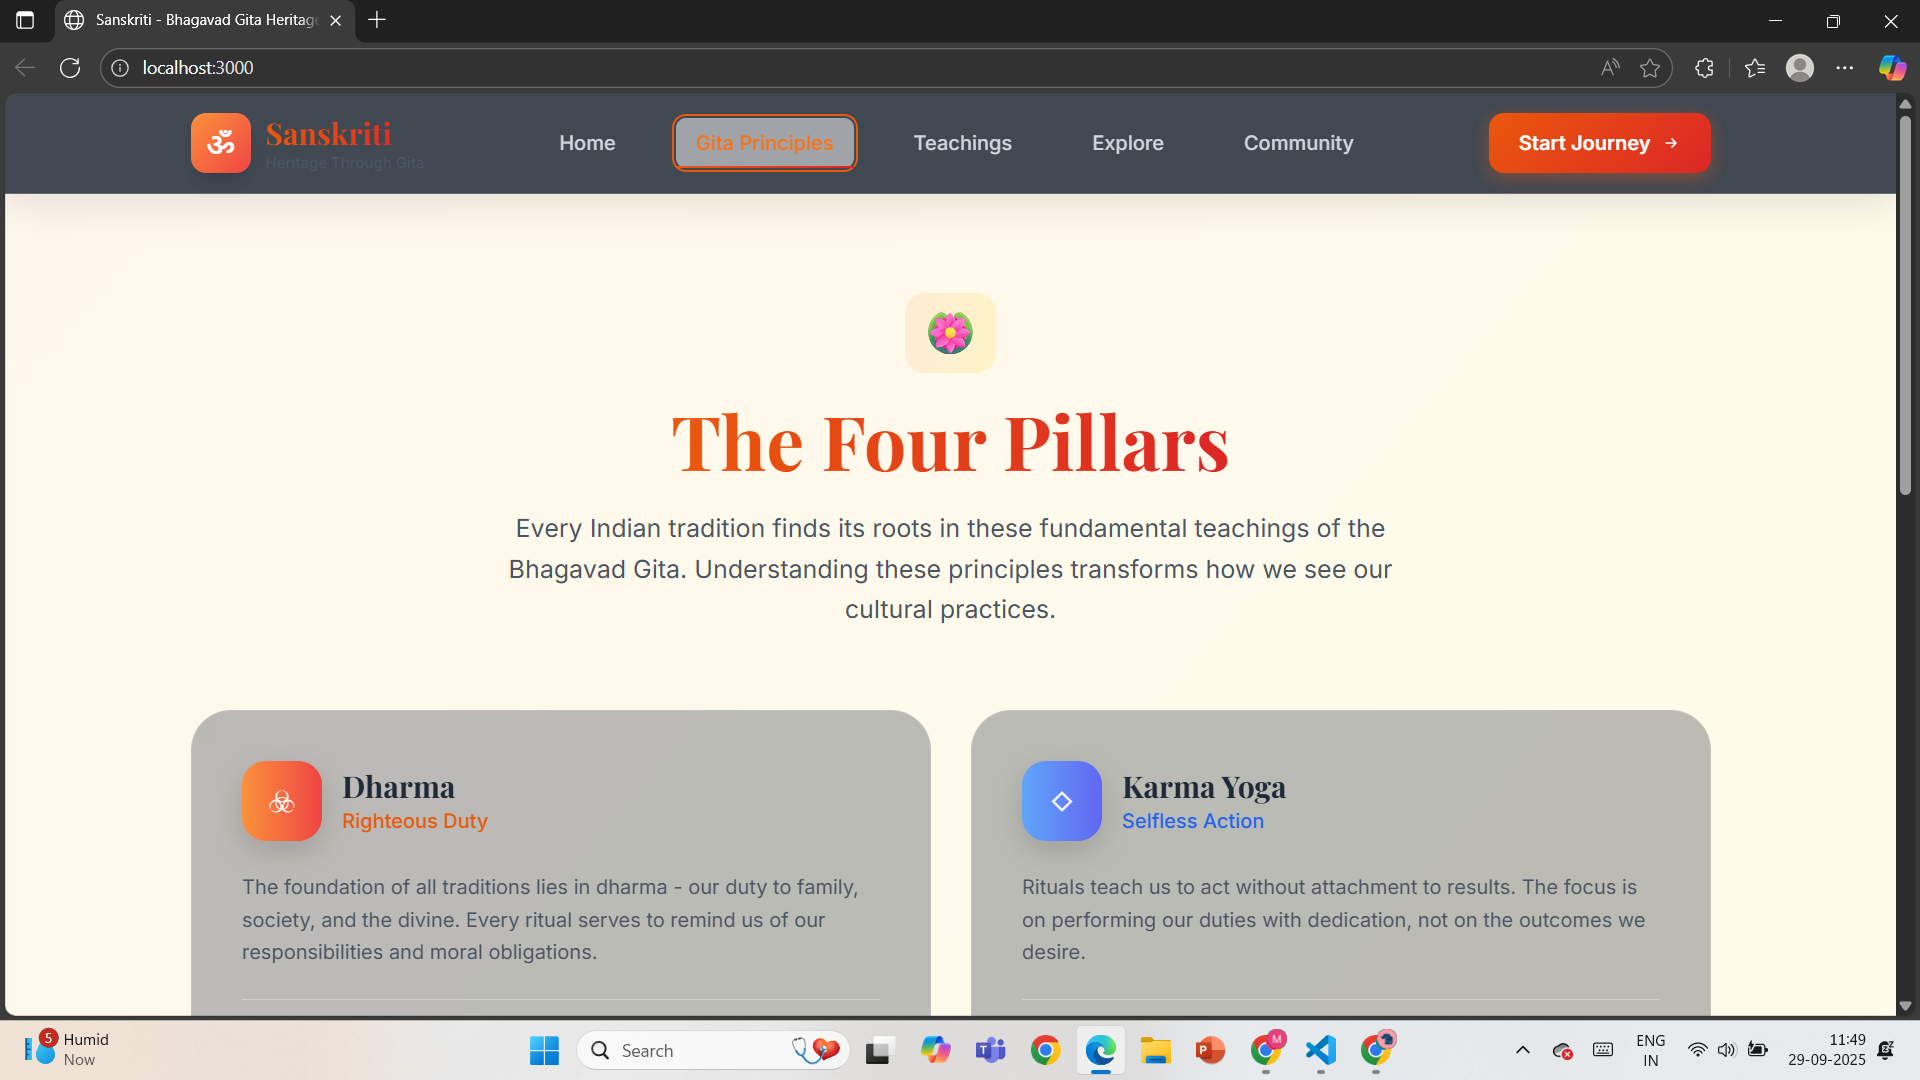 Sanskriti - Bhagavad Gita Heritage
localhost:3000
ॐ
Sanskriti
Heritage Through Gita
Home
Gita Principles
Teachings
Explore
Community
Start Journey →
The Four Pillars
Every Indian tradition finds its roots in these fundamental teachings of the
Bhagavad Gita. Understanding these principles transforms how we see our
cultural practices.
Dharma
Righteous Duty
The foundation of all traditions lies in dharma - our duty to family,
society, and the divine. Every ritual serves to remind us of our
responsibilities and moral obligations.
Karma Yoga
Selfless Action
Rituals teach us to act without attachment to results. The focus is
on performing our duties with dedication, not on the outcomes we
desire.
5
Humid
Now
Search
M
ENG
IN
11:49
29-09-2025